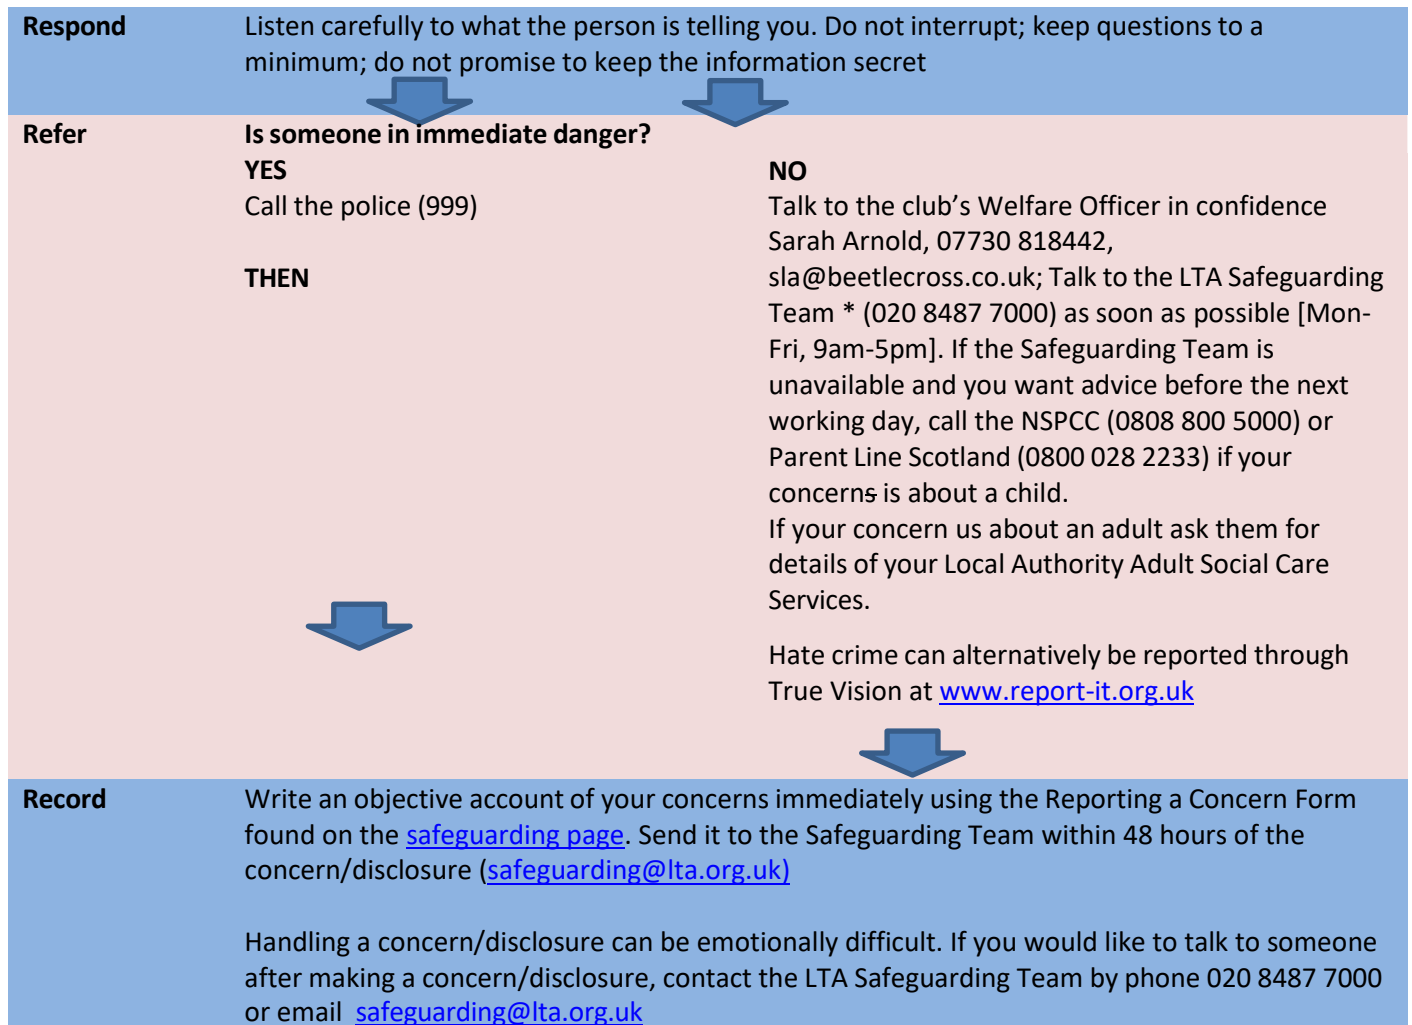 Respond
Listen carefully to what the person is telling you. Do not interrupt; keep questions to a
minimum; do not promise to keep the information secret
Refer
Is someone in immediate danger?
YES
Call the police (999)
THEN
NO
Talk to the club’s Welfare Officer in confidence
Sarah Arnold, 07730 818442,
sla@beetlecross.co.uk; Talk to the LTA Safeguarding
Team * (020 8487 7000) as soon as possible [Mon-
Fri, 9am-5pm]. If the Safeguarding Team is
unavailable and you want advice before the next
working day, call the NSPCC (0808 800 5000) or
Parent Line Scotland (0800 028 2233) if your
concerns is about a child.
If your concern us about an adult ask them for
details of your Local Authority Adult Social Care
Services.
Hate crime can alternatively be reported through
True Vision at www.report-it.org.uk
Record
Write an objective account of your concerns immediately using the Reporting a Concern Form
found on the safeguarding page. Send it to the Safeguarding Team within 48 hours of the
concern/disclosure (safeguarding@lta.org.uk)
Handling a concern/disclosure can be emotionally difficult. If you would like to talk to someone
after making a concern/disclosure, contact the LTA Safeguarding Team by phone 020 8487 7000
or email safeguarding@lta.org.uk